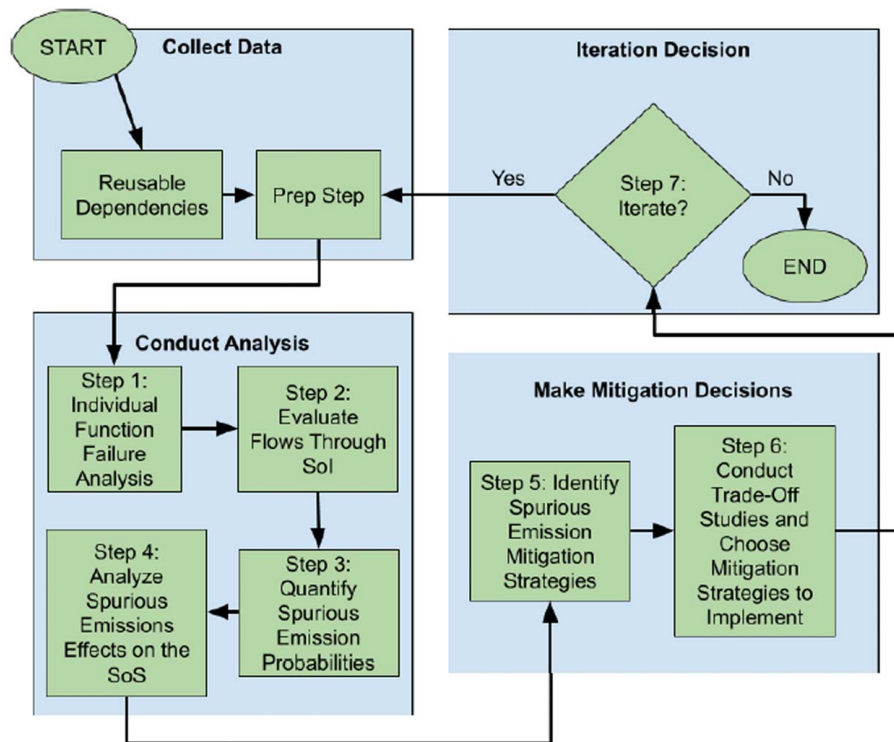 START
Collect Data
Reusable
Dependencies
Prep Step
Iteration Decision
Yes
Step 7:
Iterate?
No
END
Conduct Analysis
Step 1:
Individual
Function
Failure
Analysis
Step 2:
Evaluate
Flows Through
SoI
Step 3:
Quantify
Spurious
Emission
Probabilities
Step 4:
Analyze
Spurious
Emissions
Effects on the
SoS
Make Mitigation Decisions
Step 5: Identify
Spurious
Emission
Mitigation
Strategies
Step 6:
Conduct
Trade-Off
Studies and
Choose
Mitigation
Strategies to
Implement